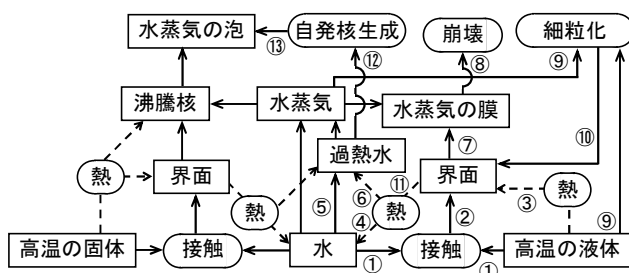 水蒸気の泡
⑬
自発核生成
崩壊
細粒化
⑫
⑧
⑨
沸騰核
水蒸気
水蒸気の膜
過熱水
⑦
⑩
熱
界面
界面
熱
熱
⑪
熱
⑤
⑥
④
③
②
⑨
高温の固体
接触
水
①
接触
①
高温の液体